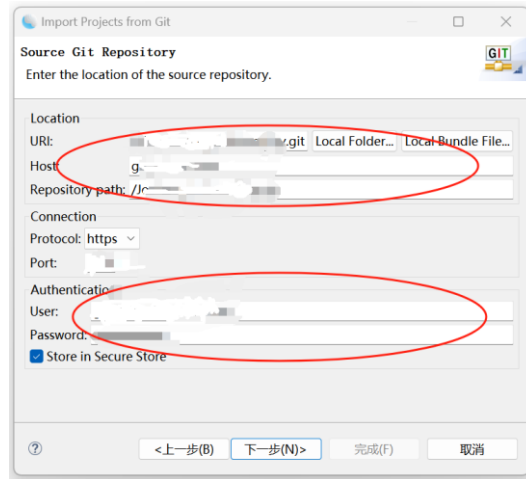 Import Projects from Git
Source Git Repository
GIT
Enter the location of the source repository.
Location
URI: .git Local Folder... Local Bundle File...
Host: g
Repository path: /J
Connection
Protocol: https
Port:
Authentication
User:
Password:
Store in Secure Store
<上一步(B) 下一步(N)> 完成(F) 取消